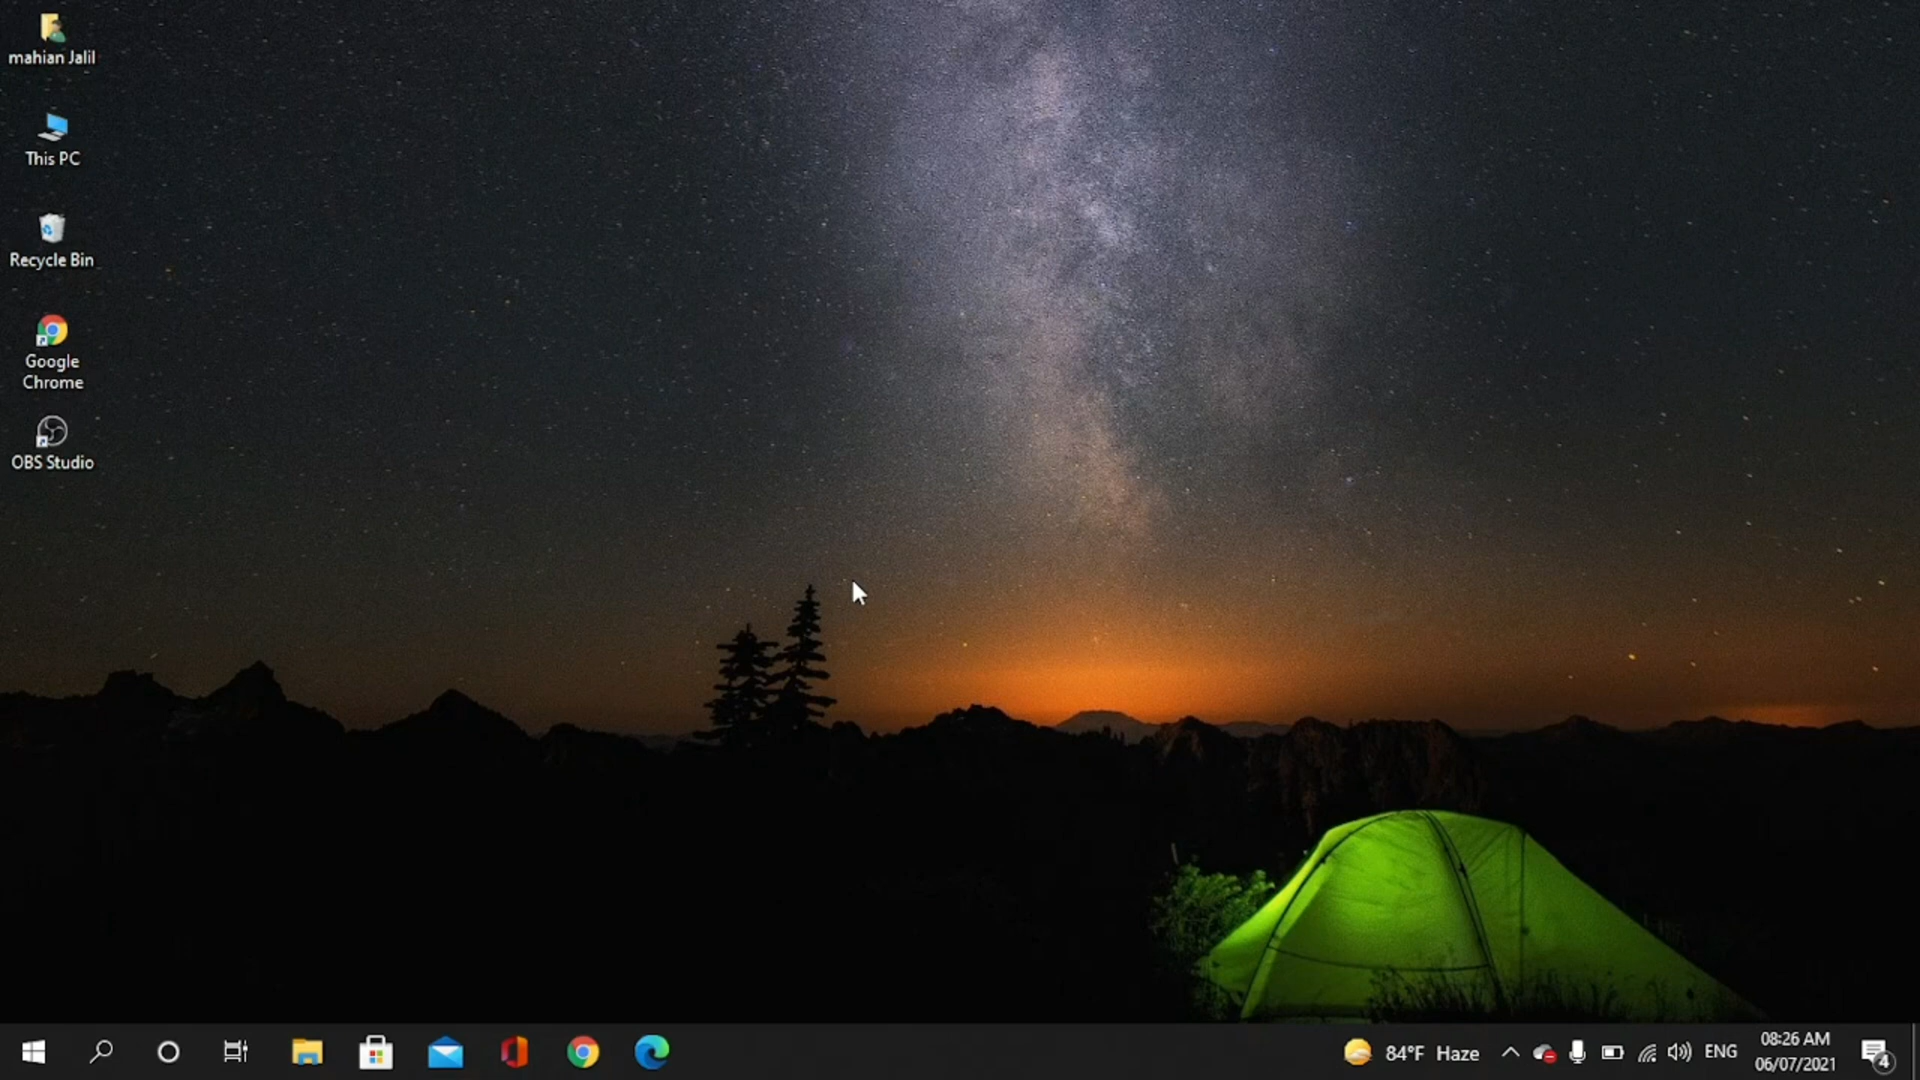 mahian Jalil
This PC
Recycle Bin
Google
Chrome
OBS Studio
84°F Haze
ENG
08:26 AM
06/07/2021
4